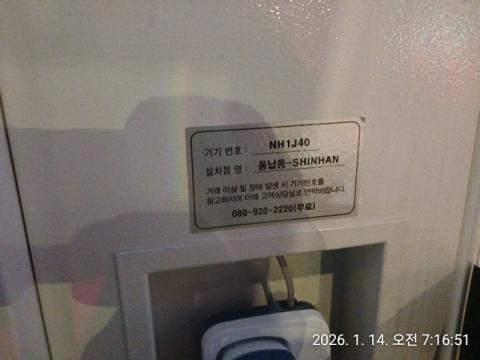 기기 번호 : NH1J40
설치점 명 : 풍납동-SHINHAN
거래 이상 및 장애 발생 시 기기번호를
참고하시어 아래 고객상담실로 연락바랍니다.
080-920-2220(무료)
2026. 1. 14. 오전 7:16:51